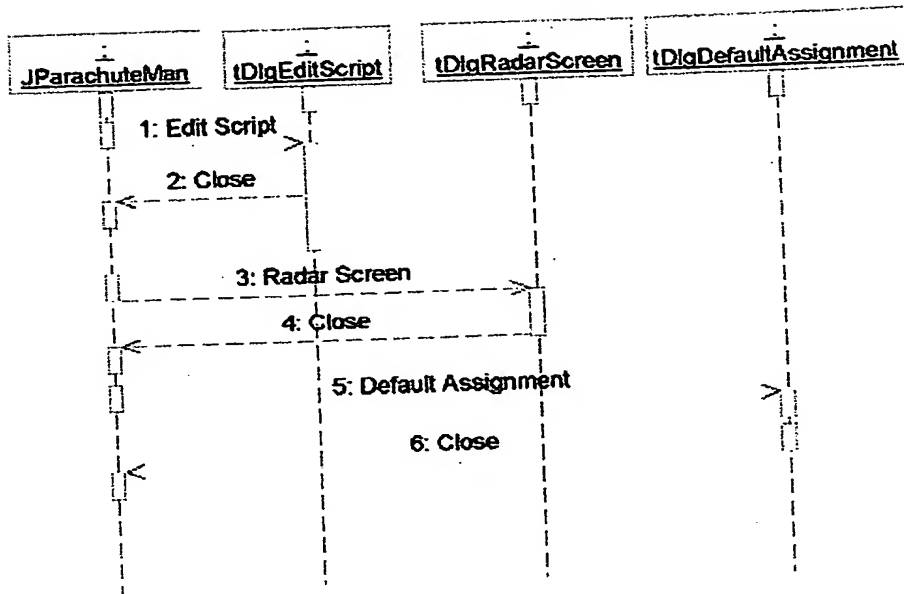 :
JParachuteMan
:
tDlgEditScript
:
tDlgRadarScreen
:
tDlgDefaultAssignment
1: Edit Script
2: Close
3: Radar Screen
4: Close
5: Default Assignment
6: Close